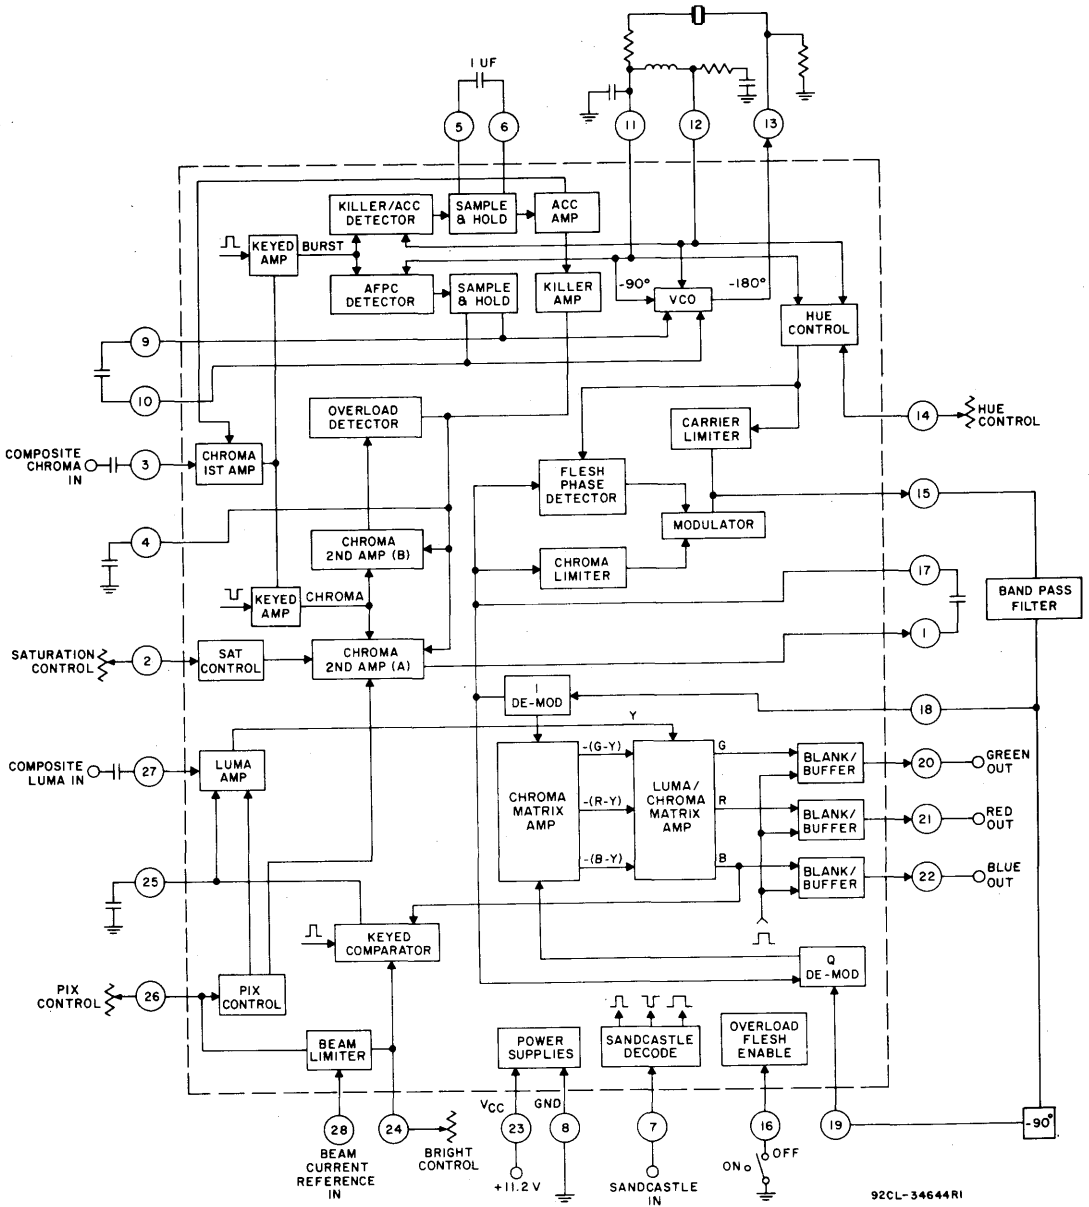 1 UF
5
6
11
12
13
KILLER/ACC
DETECTOR
SAMPLE
& HOLD
ACC
AMP
KEYED
AMP
BURST
AFPC
DETECTOR
SAMPLE
& HOLD
KILLER
AMP
-90°
VCO
-180°
HUE
CONTROL
9
10
OVERLOAD
DETECTOR
CARRIER
LIMITER
14
HUE
CONTROL
COMPOSITE
CHROMA
IN
3
CHROMA
1ST AMP
FLESH
PHASE
DETECTOR
15
MODULATOR
4
CHROMA
2ND AMP (B)
CHROMA
LIMITER
17
BAND PASS
FILTER
KEYED
AMP
CHROMA
1
SATURATION
CONTROL
2
SAT
CONTROL
CHROMA
2ND AMP (A)
I
DE-MOD
18
Y
COMPOSITE
LUMA IN
27
LUMA
AMP
CHROMA
MATRIX
AMP
-(G-Y)
-(R-Y)
-(B-Y)
LUMA/
CHROMA
MATRIX
AMP
G
R
B
BLANK/
BUFFER
20
GREEN
OUT
BLANK/
BUFFER
21
RED
OUT
BLANK/
BUFFER
22
BLUE
OUT
25
KEYED
COMPARATOR
Q
DE-MOD
PIX
CONTROL
26
PIX
CONTROL
BEAM
LIMITER
POWER
SUPPLIES
SANDCASTLE
DECODE
OVERLOAD
FLESH
ENABLE
VCC
GND
28
24
23
8
7
16
19
-90°
BEAM
CURRENT
REFERENCE
IN
BRIGHT
CONTROL
+11.2 V
SANDCASTLE
IN
ON
OFF
92CL-34644R1